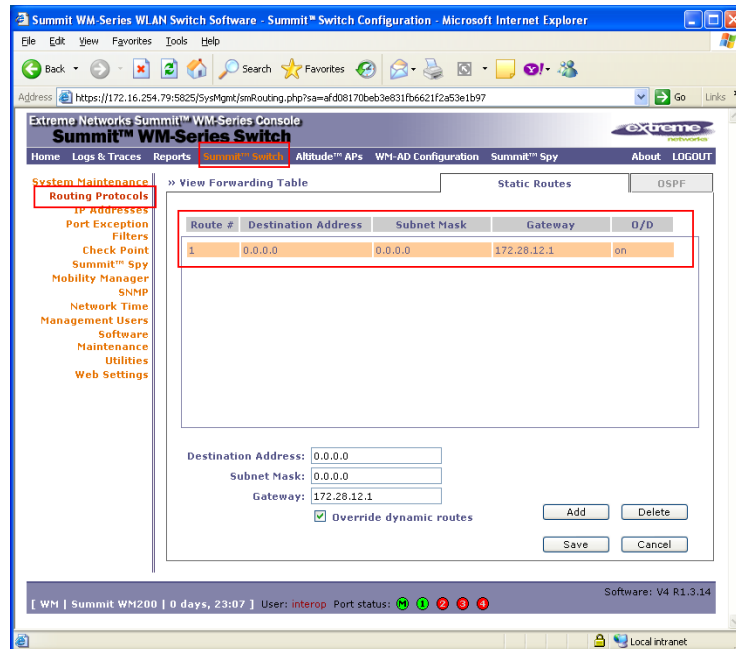 Summit WM-Series WLAN Switch Software - Summit™ Switch Configuration - Microsoft Internet Explorer
File Edit View Favorites Tools Help
Back Search Favorites
Address https://172.16.254.79:5825/SysMgmt/smRouting.php?sa=afd08170beb3e831fb6621f2a53e1b97 Go Links
Extreme Networks Summit™ WM-Series Console
Summit™ WM-Series Switch
extreme
networks
Home Logs & Traces Reports Summit™ Switch Altitude™ APs WM-AD Configuration Summit™ Spy About LOGOUT
System Maintenance
Routing Protocols
IP Addresses
Port Exception
Filters
Check Point
Summit™ Spy
Mobility Manager
SNMP
Network Time
Management Users
Software
Maintenance
Utilities
Web Settings
» View Forwarding Table Static Routes OSPF
Route # Destination Address Subnet Mask Gateway O/D
1 0.0.0.0 0.0.0.0 172.28.12.1 on
Destination Address: 0.0.0.0
Subnet Mask: 0.0.0.0
Gateway: 172.28.12.1
Override dynamic routes
Add Delete
Save Cancel
[ WM | Summit WM200 | 0 days, 23:07 ] User: interop Port status: M 1 2 3 4
Software: V4 R1.3.14
Local intranet